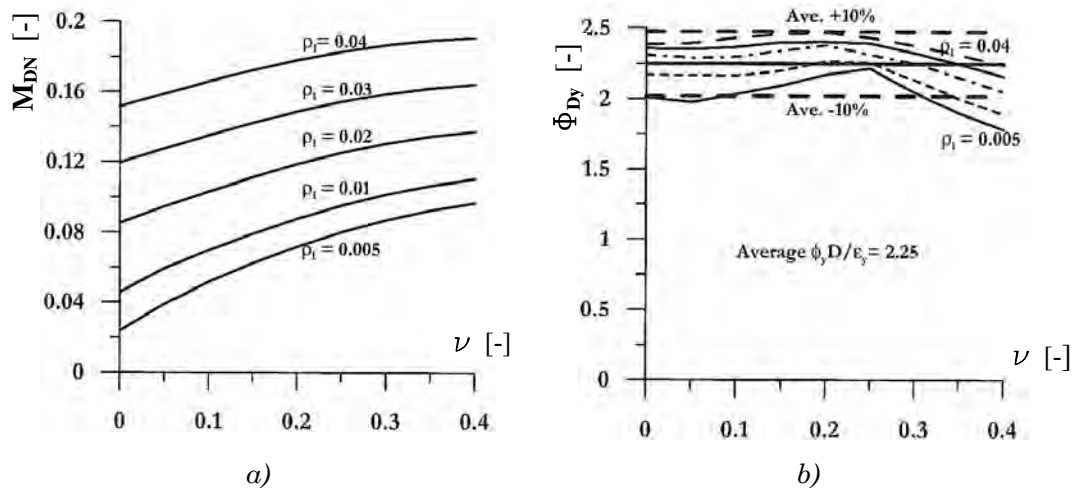 M_DN [-]
0.2
0.16
0.12
0.08
0.04
0
ρ_l = 0.04
ρ_l = 0.03
ρ_l = 0.02
ρ_l = 0.01
ρ_l = 0.005
ν [-]
0 0.1 0.2 0.3 0.4
a)
Φ_Dy [-]
2.5
2
2.5
1
2.5
0
Ave. +10%
ρ_l = 0.04
Ave. -10%
ρ_l = 0.005
Average ϕ_yD/ε_y = 2.25
ν [-]
0 0.1 0.2 0.3 0.4
b)